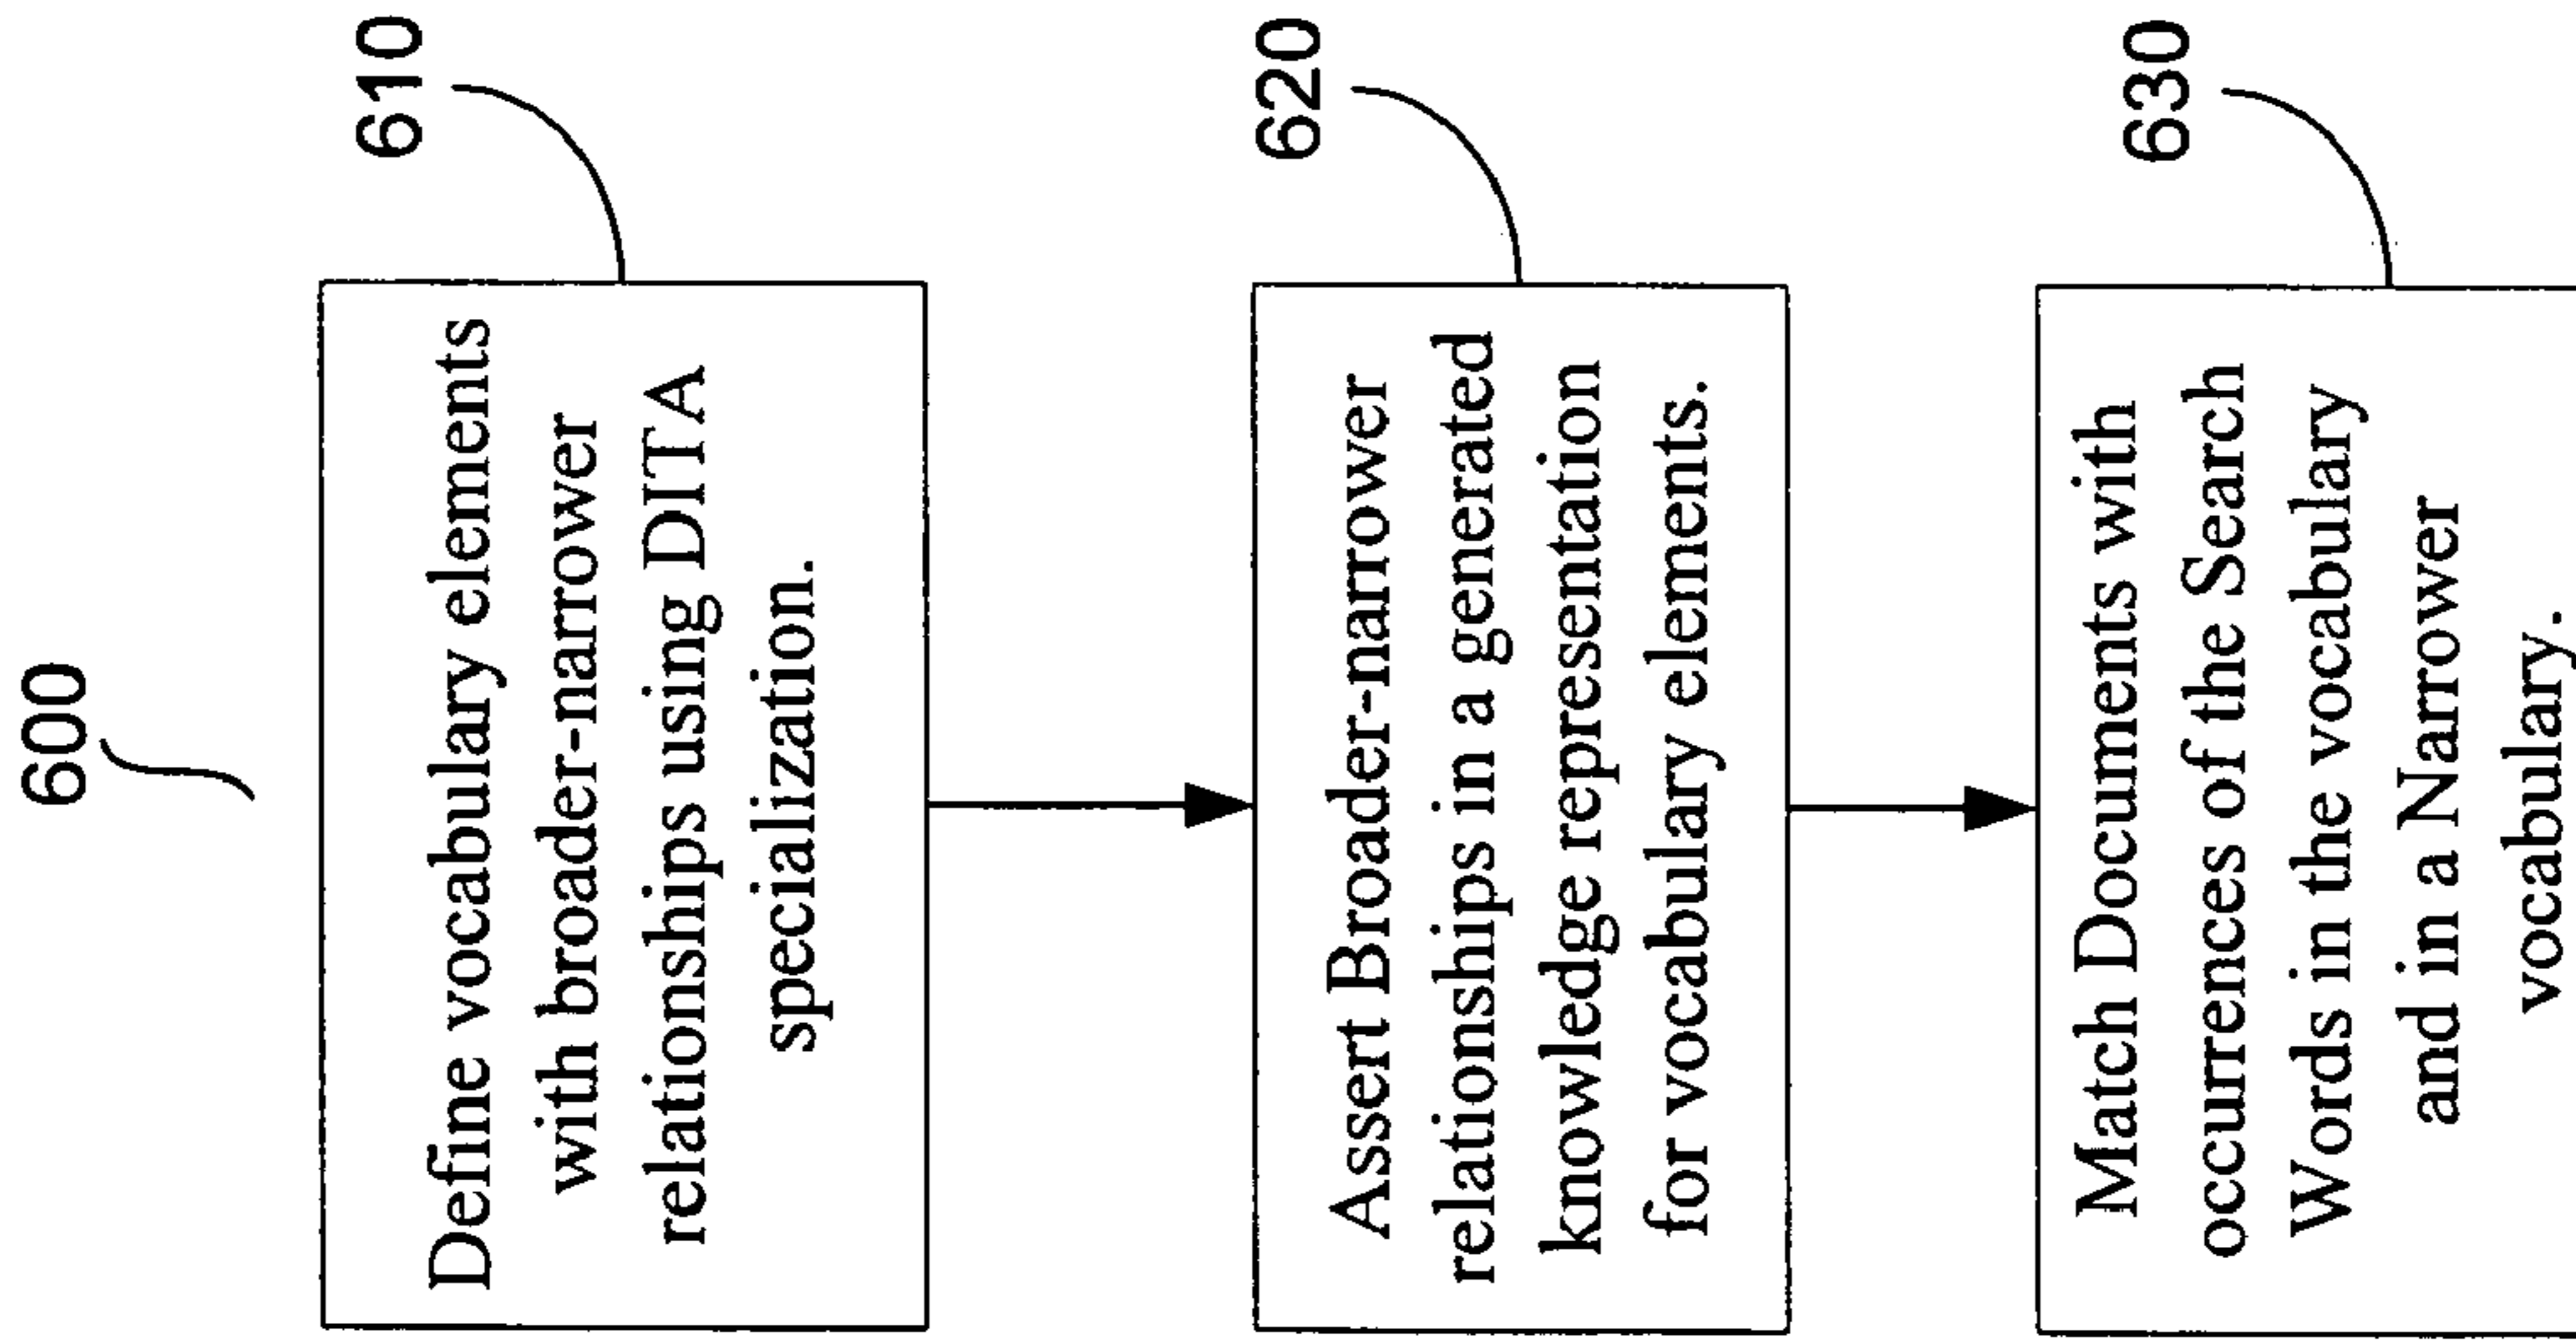 600
610
Define vocabulary elements
with broader-narrower
relationships using DITA
specialization.
620
Assert Broader-narrower
relationships in a generated
knowledge representation
for vocabulary elements.
630
Match Documents with
occurrences of the Search
Words in the vocabulary
and in a Narrower
vocabulary.